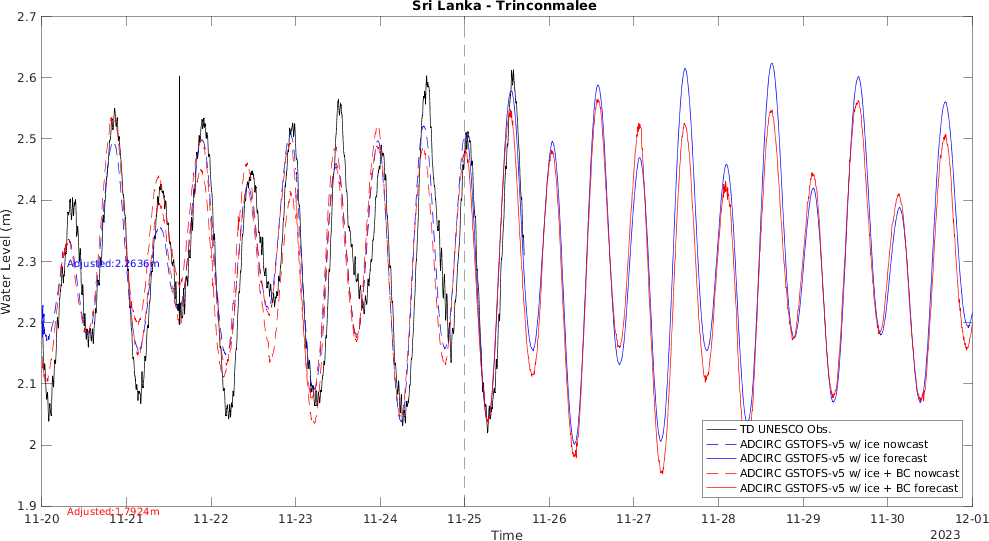 Sri Lanka - Trinconmalee
2.7
2.6
2.5
2.4
2.3
2.2
2.1
2
1.9
Water Level (m)
Adjusted:2.2636m
Adjusted:1.7924m
TD UNESCO Obs.
ADCIRC GSTOFS-v5 w/ ice nowcast
ADCIRC GSTOFS-v5 w/ ice forecast
ADCIRC GSTOFS-v5 w/ ice + BC nowcast
ADCIRC GSTOFS-v5 w/ ice + BC forecast
11-20 11-21 11-22 11-23 11-24 11-25 11-26 11-27 11-28 11-29 11-30 12-01
Time
2023